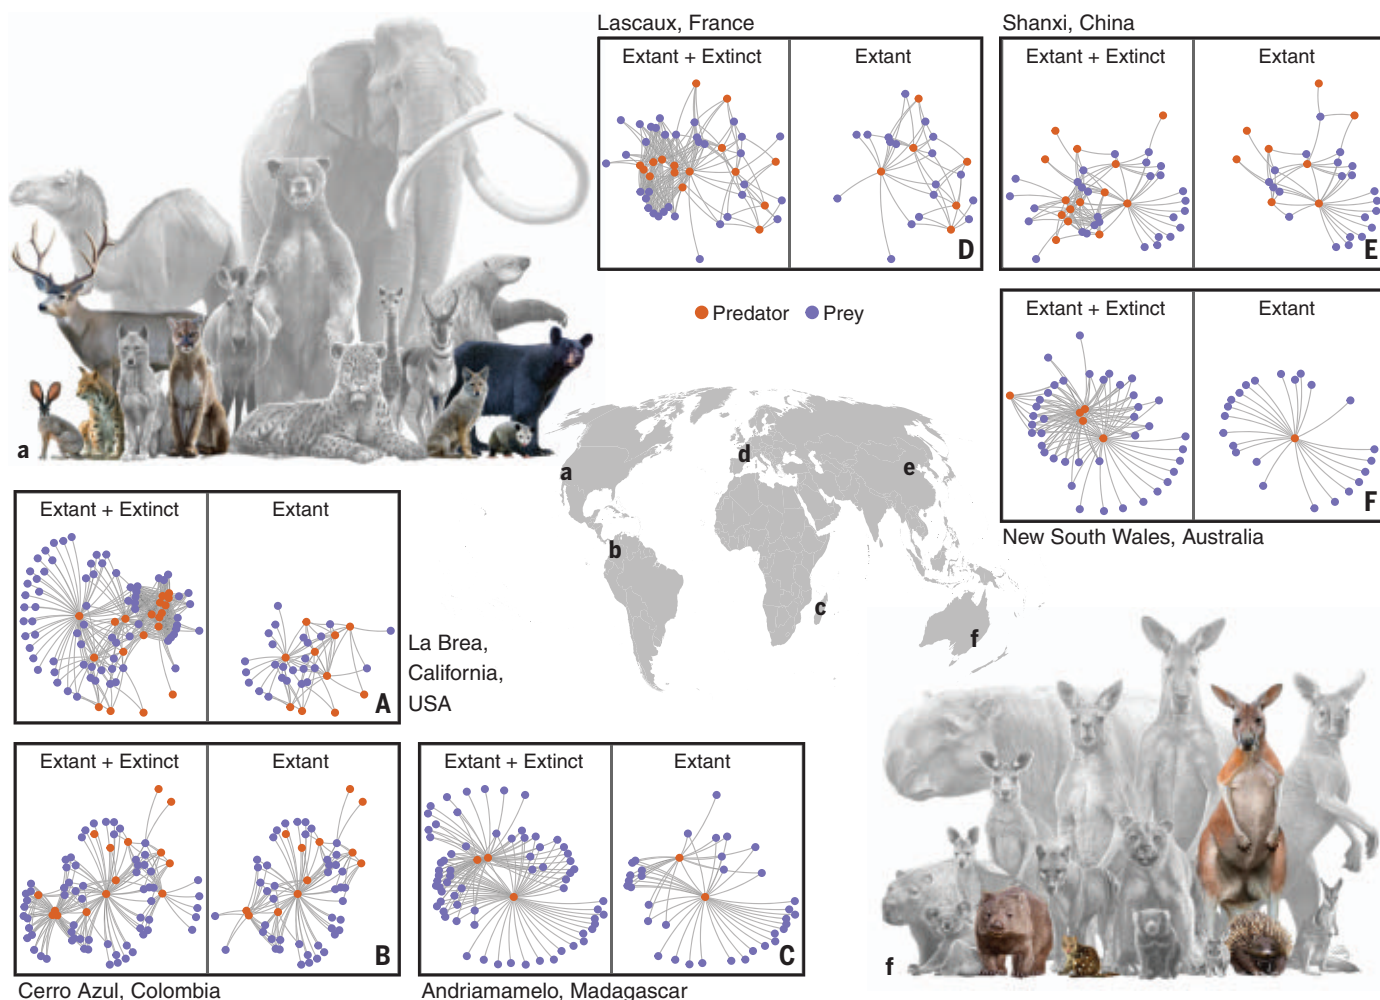 Lascaux, France
Extant + Extinct
Extant
D
Shanxi, China
Extant + Extinct
Extant
E
Predator
Prey
Extant + Extinct
Extant
F
New South Wales, Australia
a
a
b
c
d
e
f
Extant + Extinct
Extant
A
La Brea,
California,
USA
Extant + Extinct
Extant
B
Cerro Azul, Colombia
Extant + Extinct
Extant
C
Andriamamelo, Madagascar
f